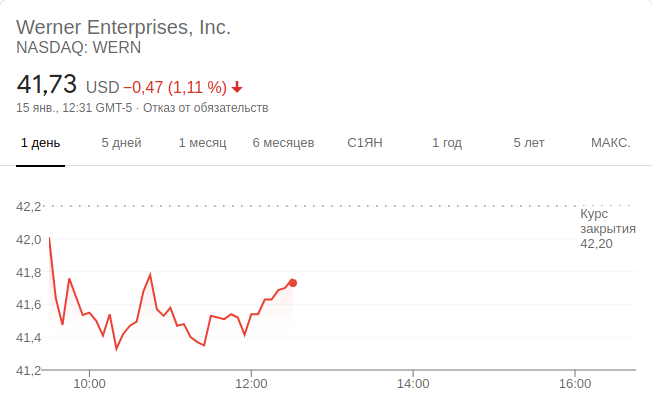 Werner Enterprises, Inc.
NASDAQ: WERN
41,73 USD −0,47 (1,11 %)
15 янв., 12:31 GMT-5 · Отказ от обязательств
1 день 5 дней 1 месяц 6 месяцев С1ЯН 1 год 5 лет МАКС.
42,2
Курс
закрытия
42,20
42,0
41,8
41,6
41,4
41,2
10:00 12:00 14:00 16:00